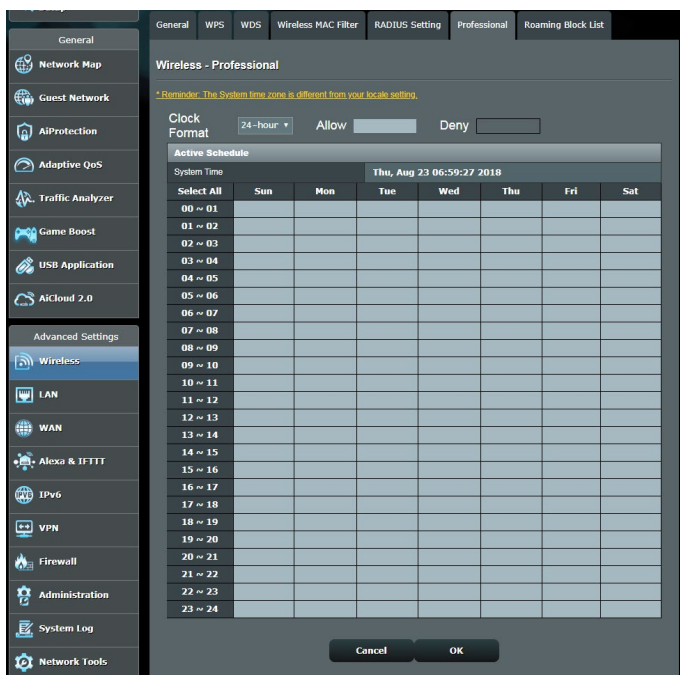 General
Network Map
Guest Network
AiProtection
Adaptive QoS
Traffic Analyzer
Game Boost
USB Application
AiCloud 2.0
Advanced Settings
Wireless
LAN
WAN
Alexa & IFTTT
IPv6
VPN
Firewall
Administration
System Log
Network Tools
General WPS WDS Wireless MAC Filter RADIUS Setting Professional Roaming Block List
Wireless - Professional
* Reminder: The System time zone is different from your locale setting.
Clock Format 24-hour Allow Deny
Active Schedule
System Time Thu, Aug 23 06:59:27 2018
Select All Sun Mon Tue Wed Thu Fri Sat
00 ~ 01
01 ~ 02
02 ~ 03
03 ~ 04
04 ~ 05
05 ~ 06
06 ~ 07
07 ~ 08
08 ~ 09
09 ~ 10
10 ~ 11
11 ~ 12
12 ~ 13
13 ~ 14
14 ~ 15
15 ~ 16
16 ~ 17
17 ~ 18
18 ~ 19
19 ~ 20
20 ~ 21
21 ~ 22
22 ~ 23
23 ~ 24
Cancel OK